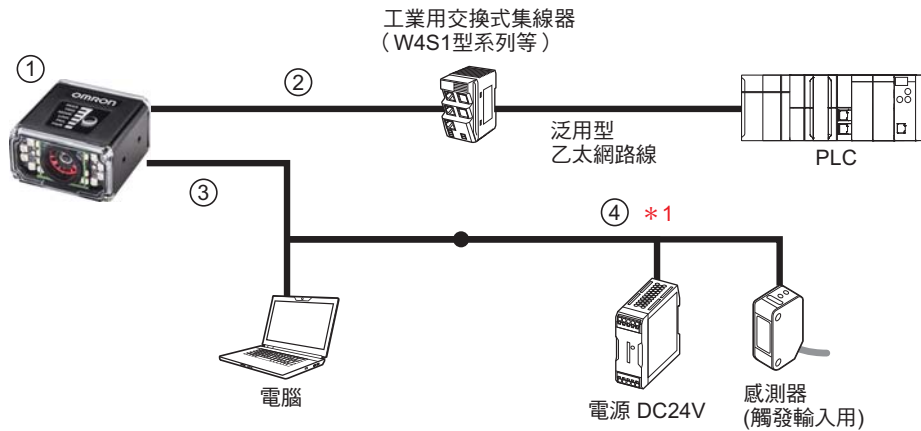 工業用交換式集線器
（W4S1型系列等）
①
OMRON
②
泛用型
乙太網路線
PLC
③
④ ＊1
電腦
電源 DC24V
感測器
(觸發輸入用)